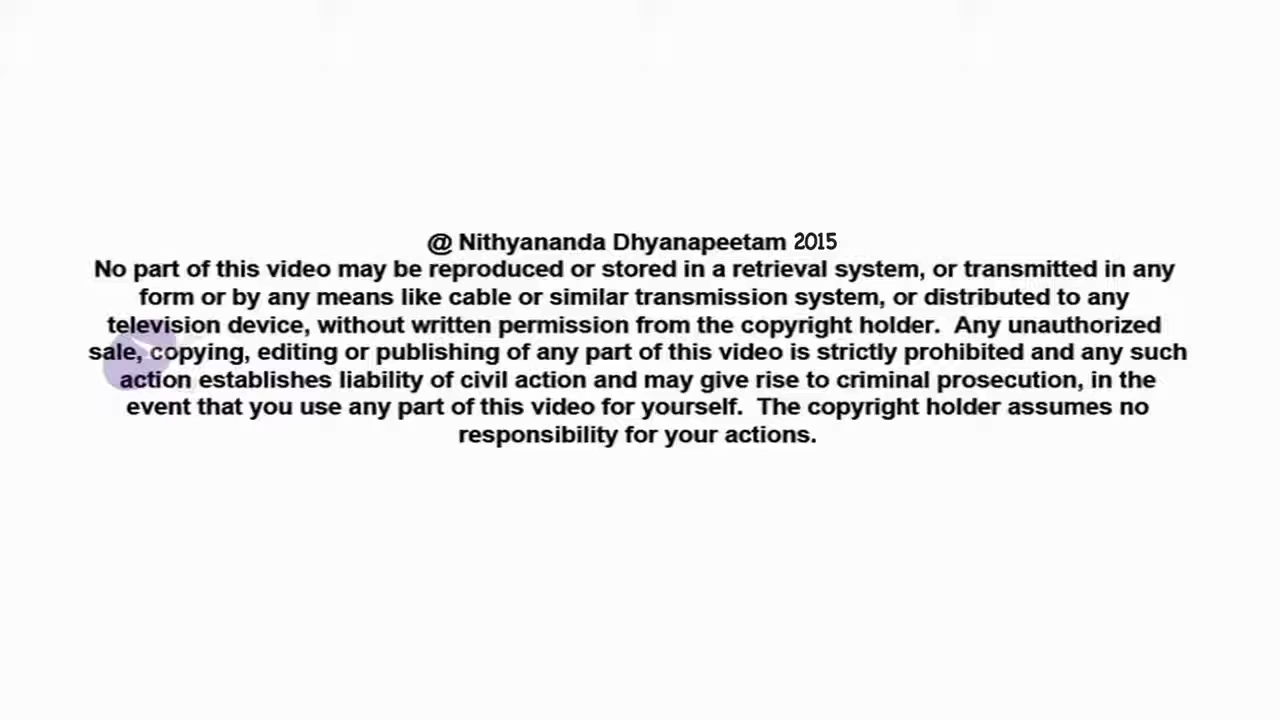 @ Nithyananda Dhyanapeetam 2015
No part of this video may be reproduced or stored in a retrieval system, or transmitted in any
form or by any means like cable or similar transmission system, or distributed to any
television device, without written permission from the copyright holder.  Any unauthorized
sale, copying, editing or publishing of any part of this video is strictly prohibited and any such
action establishes liability of civil action and may give rise to criminal prosecution, in the
event that you use any part of this video for yourself.  The copyright holder assumes no
responsibility for your actions.